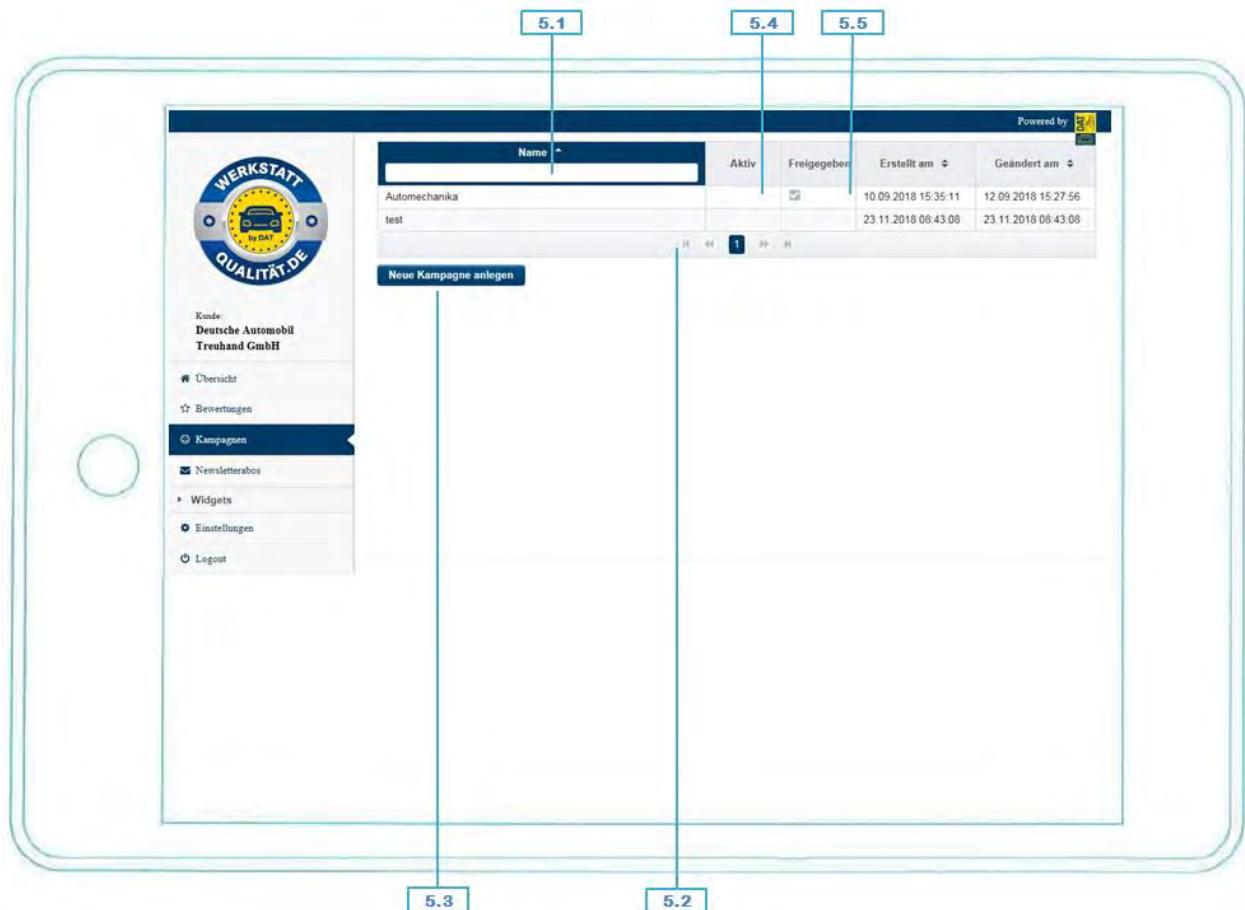 5.1 5.4 5.5
Powered by
DAT
WERKSTATT
by DAT
QUALITÄT.DE
Name Aktiv Freigegeben Erstellt am Geändert am
Automechanika 10.09.2018 15:35:11 12.09.2018 15:27:56
test 23.11.2018 08:43:08 23.11.2018 08:43:08
1
Neue Kampagne anlegen
Kunde:
Deutsche Automobil
Treuhand GmbH
Übersicht
Bewertungen
Kampagnen
Newsletterabos
Widgets
Einstellungen
Logout
5.3 5.2